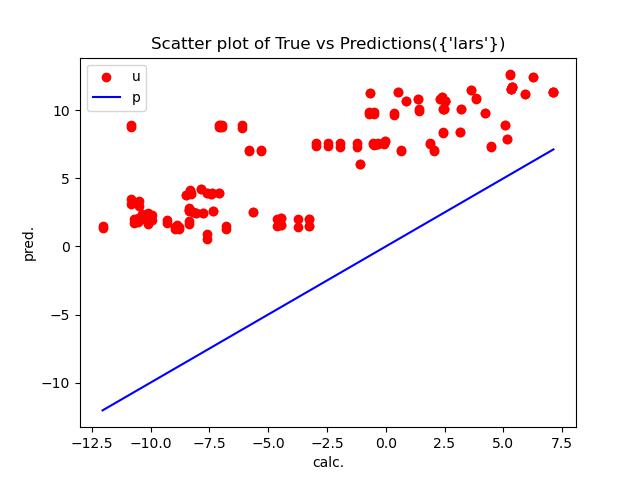 Scatter plot of True vs Predictions({'lars'})
u
p
10
5
0
−5
−10
pred.
−12.5 −10.0 −7.5 −5.0 −2.5 0.0 2.5 5.0 7.5
calc.